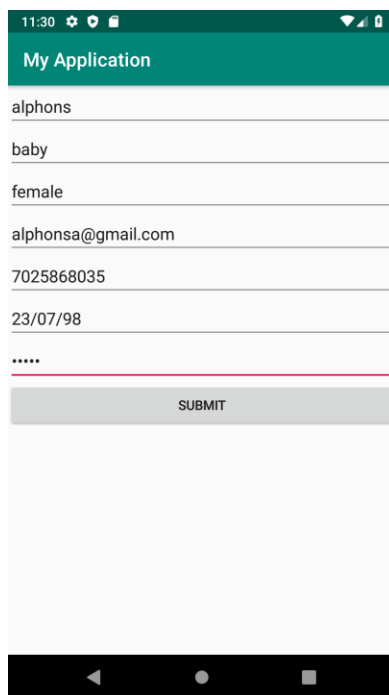 11:30
My Application
alphons
baby
female
alphonsa@gmail.com
7025868035
23/07/98
•••••
SUBMIT